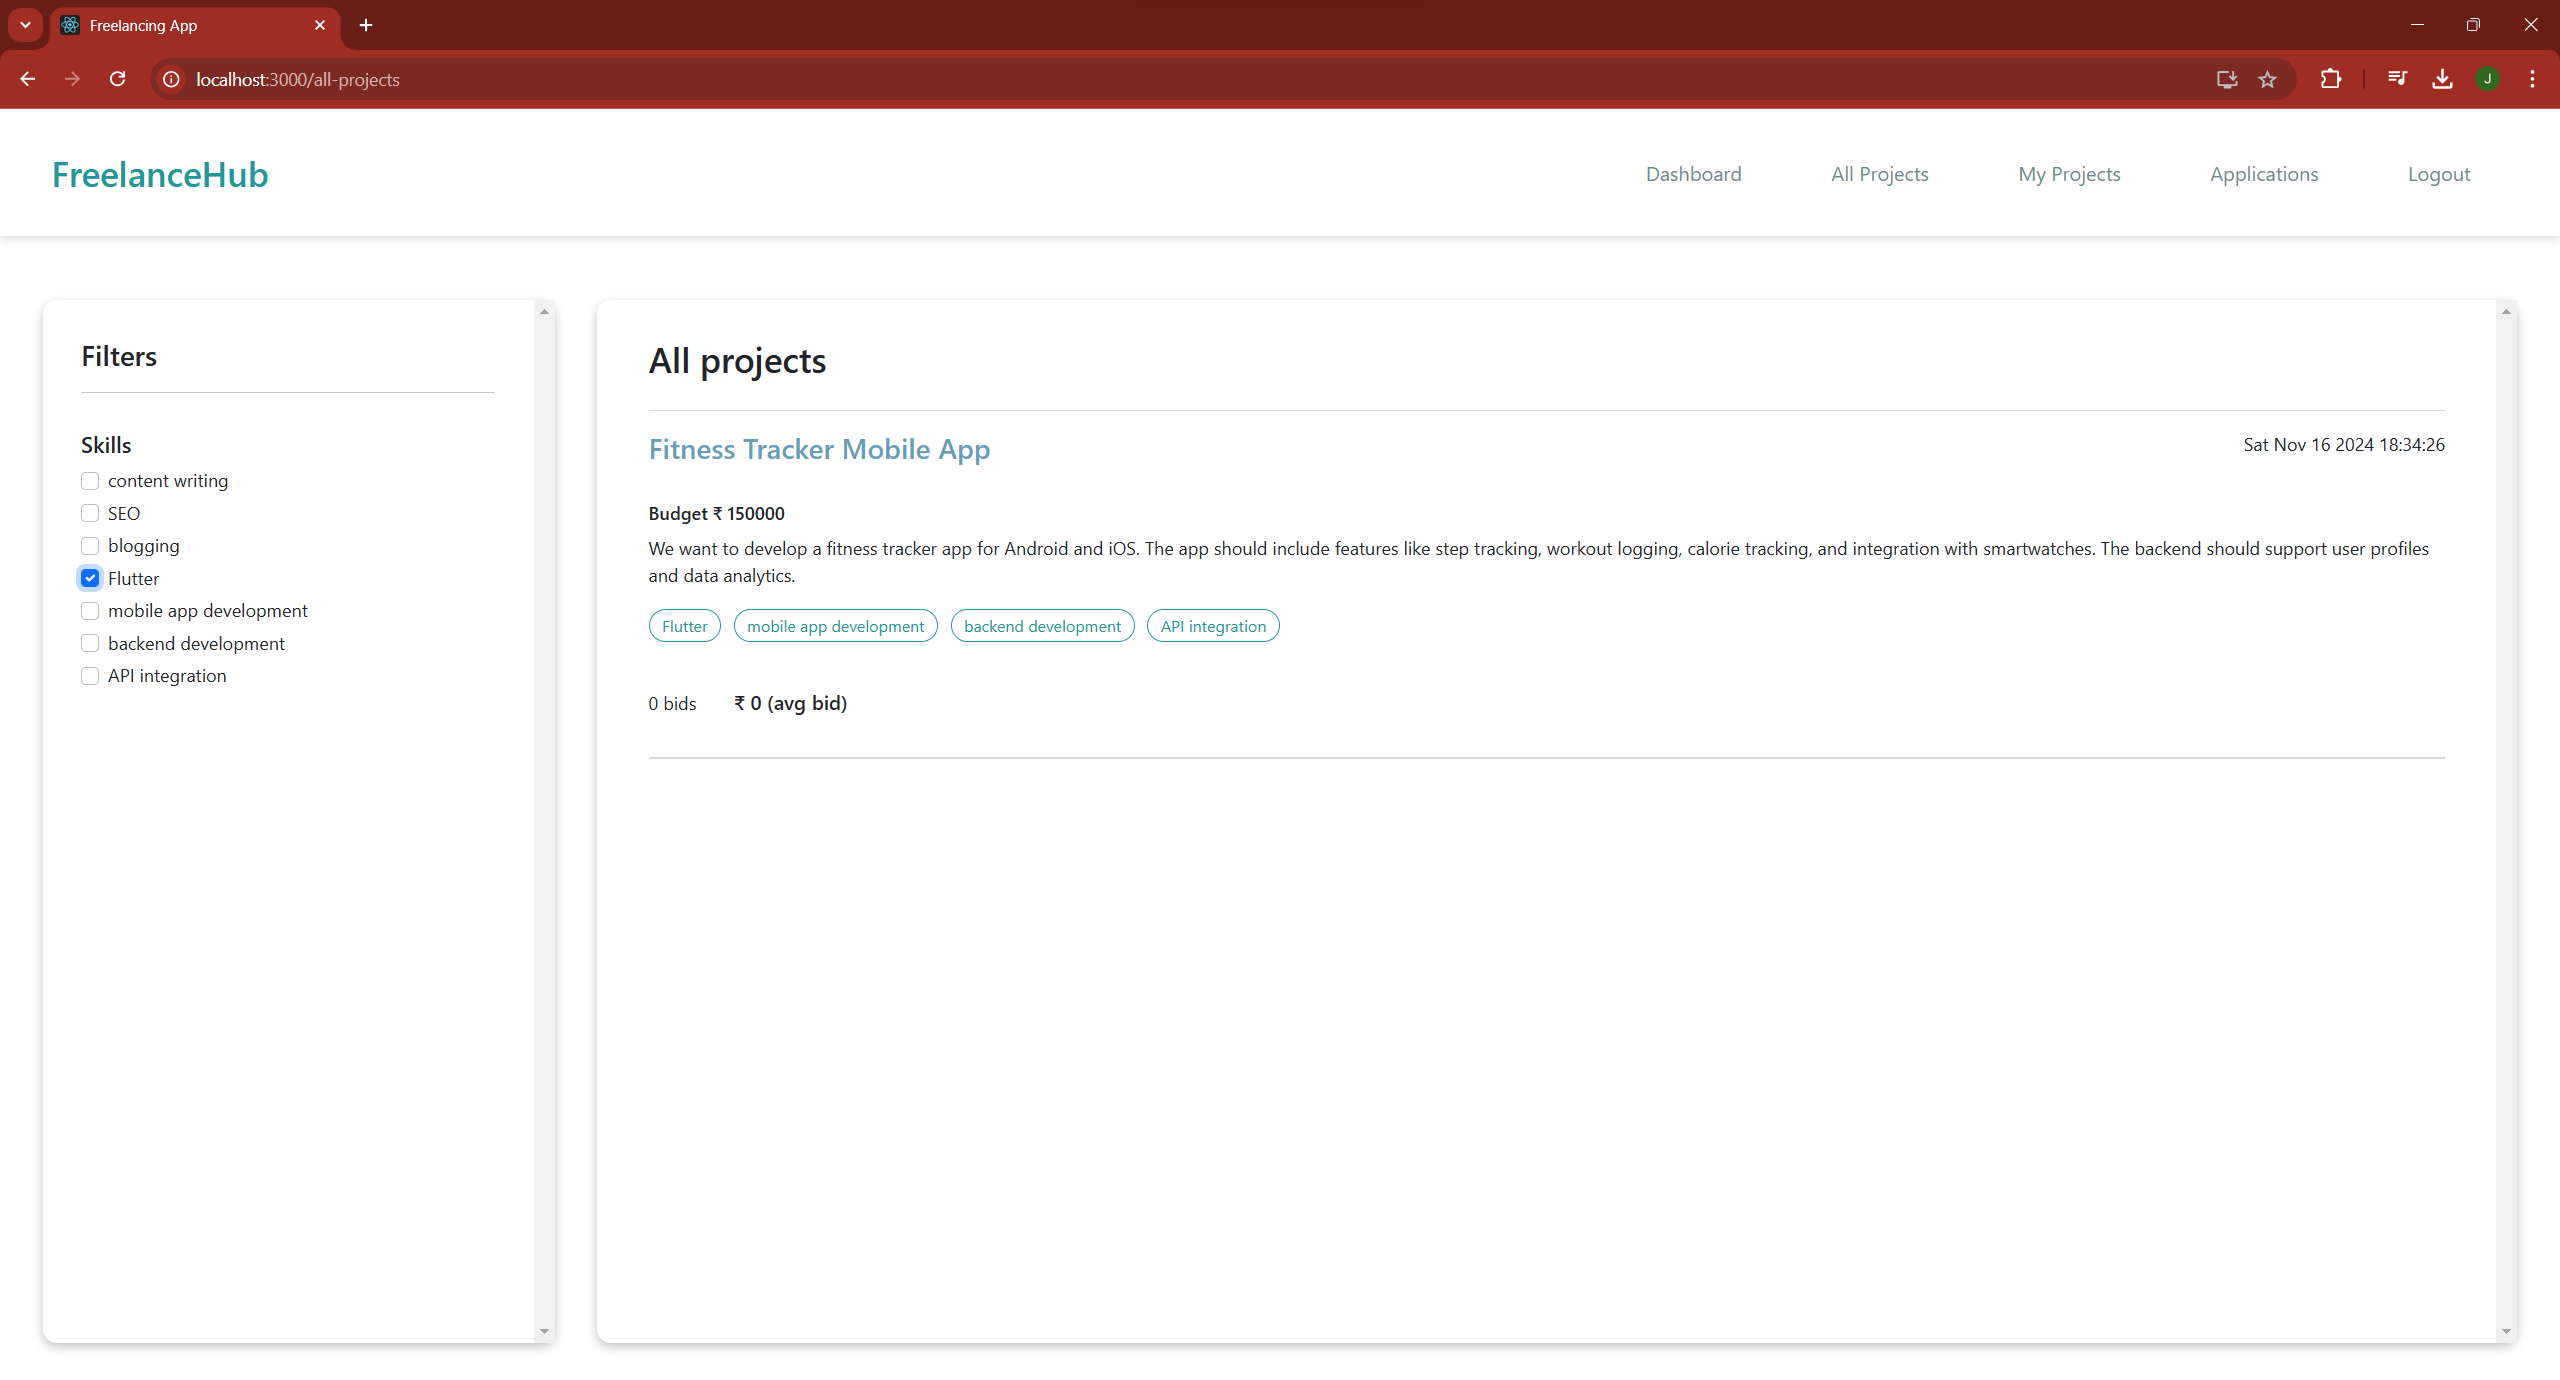 Freelancing App
localhost:3000/all-projects
J
FreelanceHub
Dashboard
All Projects
My Projects
Applications
Logout
Filters
Skills
content writing
SEO
blogging
Flutter
mobile app development
backend development
API integration
All projects
Fitness Tracker Mobile App
Sat Nov 16 2024 18:34:26
Budget ₹ 150000
We want to develop a fitness tracker app for Android and iOS. The app should include features like step tracking, workout logging, calorie tracking, and integration with smartwatches. The backend should support user profiles
and data analytics.
Flutter
mobile app development
backend development
API integration
0 bids
₹ 0 (avg bid)